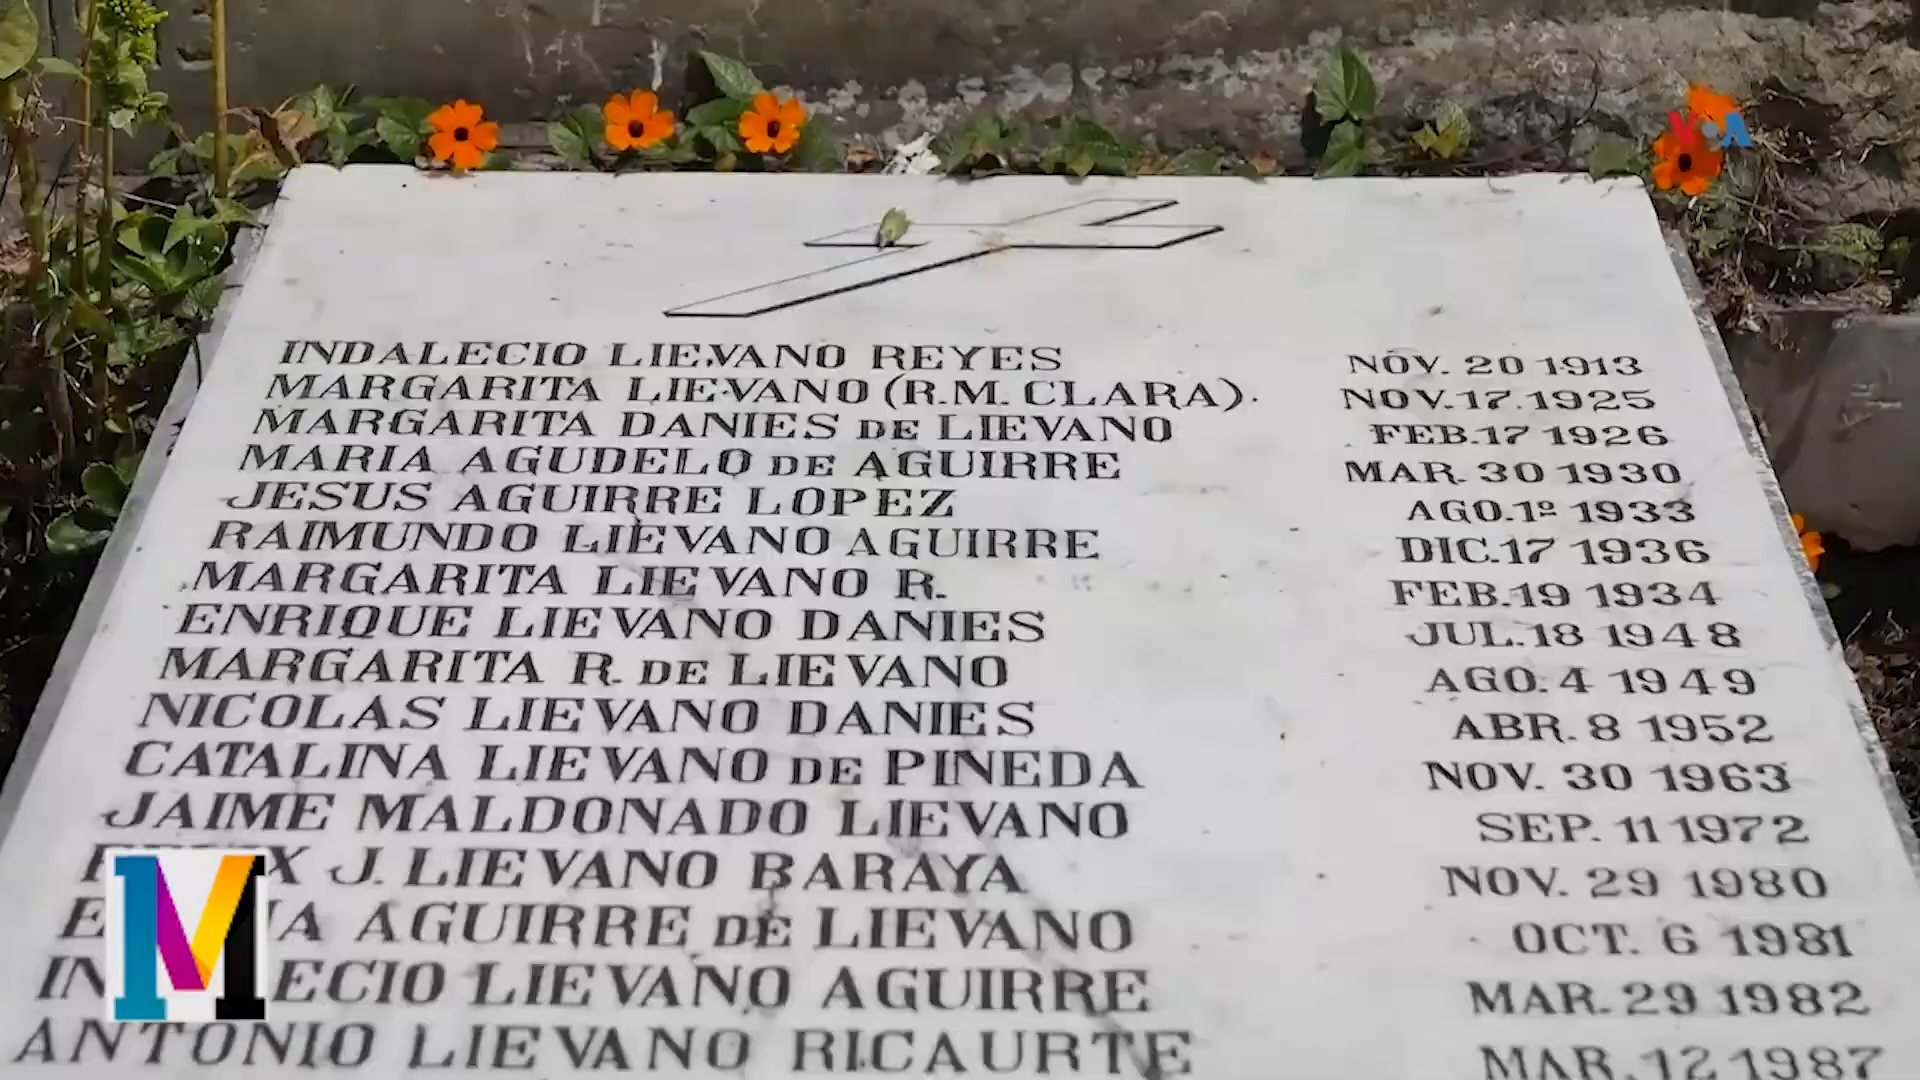 VOA
INDALECIO LIEVANO REYES NOV. 20 1913
MARGARITA LIEVANO (R.M. CLARA). NOV. 17. 1925
MARGARITA DANIES DE LIEVANO FEB. 17 1926
MARIA AGUDELO DE AGUIRRE MAR. 30 1930
JESUS AGUIRRE LOPEZ AGO. 1º 1933
RAIMUNDO LIEVANO AGUIRRE DIC. 17 1936
MARGARITA LIEVANO R. FEB. 19 1934
ENRIQUE LIEVANO DANIES JUL. 18 1948
MARGARITA R. DE LIEVANO AGO. 4 1949
NICOLAS LIEVANO DANIES ABR. 8 1952
CATALINA LIEVANO DE PINEDA NOV. 30 1963
JAIME MALDONADO LIEVANO SEP. 11 1972
J. LIEVANO BARAYA NOV. 29 1980
AGUIRRE DE LIEVANO OCT. 6 1981
LIEVANO AGUIRRE MAR. 29 1982
ANTONIO LIEVANO RICAURTE MAR. 12 1987
M